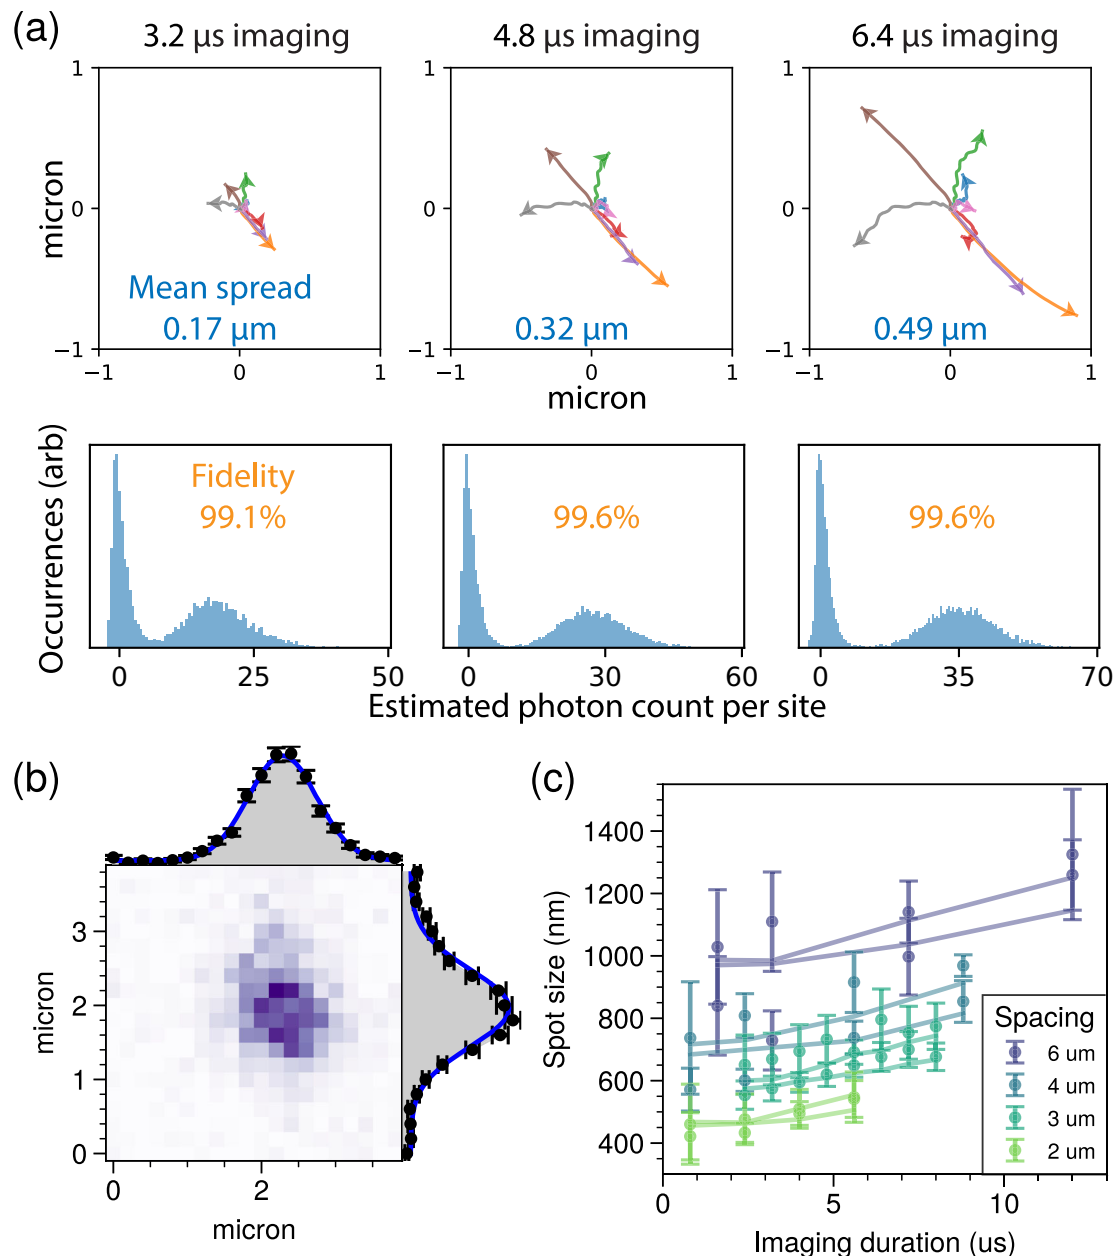 (a)
3.2 µs imaging
4.8 µs imaging
6.4 µs imaging
1
0
−1
micron
Mean spread
0.17 µm
−1
0
1
1
0
−1
0.32 µm
−1
0
1
micron
1
0
−1
0.49 µm
−1
0
1
Occurrences (arb)
Fidelity
99.1%
99.6%
99.6%
0
25
50
0
30
60
0
35
70
Estimated photon count per site
(b)
micron
3
2
1
0
0
2
micron
(c)
Spot size (nm)
1400
1200
1000
800
600
400
Spacing
6 um
4 um
3 um
2 um
0
5
10
Imaging duration (us)